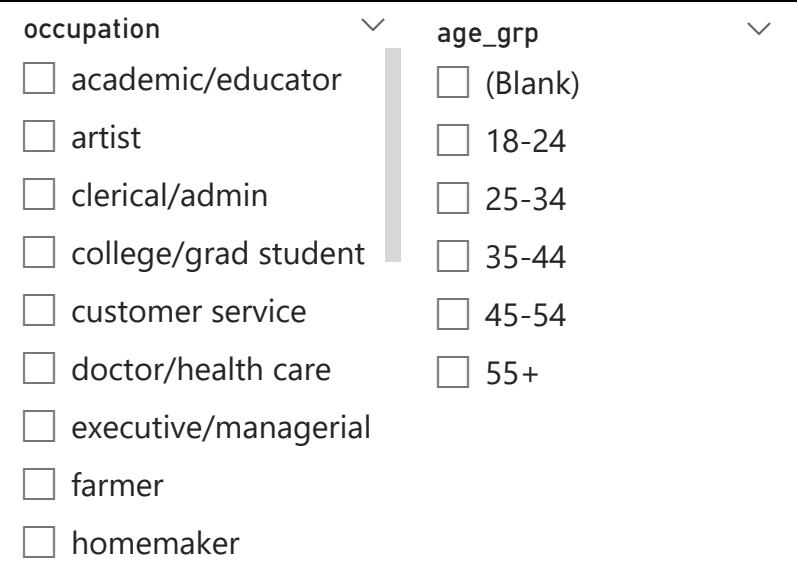 occupation
academic/educator
artist
clerical/admin
college/grad student
customer service
doctor/health care
executive/managerial
farmer
homemaker
age_grp
(Blank)
18-24
25-34
35-44
45-54
55+